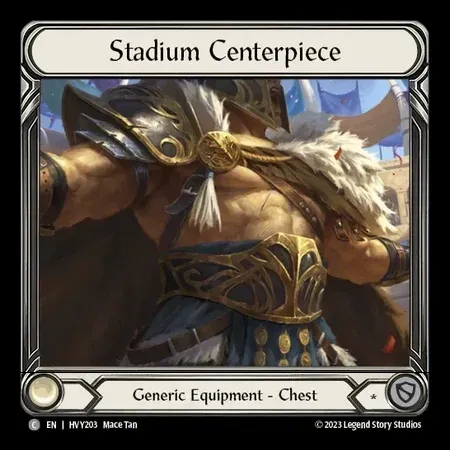 Stadium Centerpiece
Generic Equipment - Chest
*
C EN | HVY203 Mace Tan
© 2023 Legend Story Studios